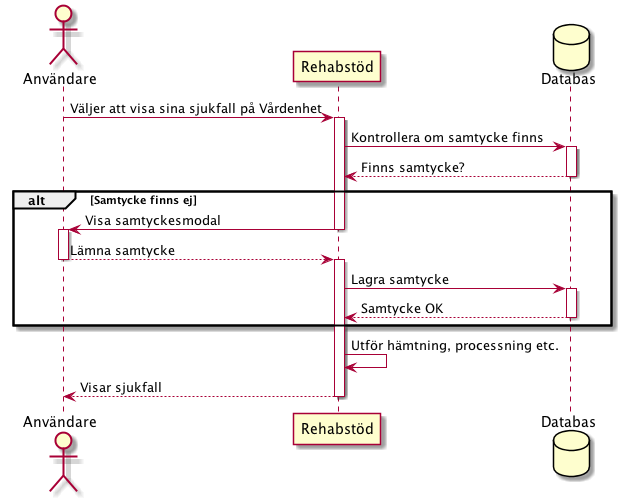 Användare
Rehabstöd
Databas
Väljer att visa sina sjukfall på Vårdenhet
Kontrollera om samtycke finns
Finns samtycke?
alt [Samtycke finns ej]
Visa samtyckesmodal
Lämna samtycke
Lagra samtycke
Samtycke OK
Utför hämtning, processning etc.
Visar sjukfall
Användare
Rehabstöd
Databas